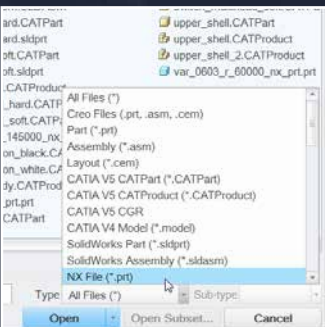 ard.CATPart
upper_shell.CATPart
ard.sldprt
upper_shell.CATProduct
oft.CATPart
upper_shell_2.CATProduct
oft.sldprt
var_0603_r_60000_nx_prt.prt
.CATProduct
_hard.CATP
_soft.CATPa
_145000_nx_
on_black.CA
on_white.CA
dy.CATProd
_prt.prt
CATPart
All Files (*)
Creo Files (.prt, .asm, .cem)
Part (*.prt)
Assembly (*.asm)
Layout (*.cem)
CATIA V5 CATPart (*.CATPart)
CATIA V5 CATProduct (*.CATProduct)
CATIA V5 CGR
CATIA V4 Model (*.model)
SolidWorks Part (*.sldprt)
SolidWorks Assembly (*.sldasm)
NX File (*.prt)
Type All Files (*) Sub-type
Open Open Subset... Cancel